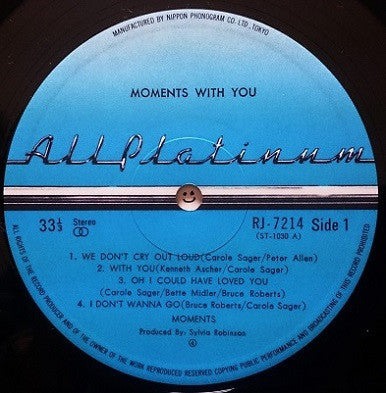 MANUFACTURED BY NIPPON PHONOGRAM CO. LTD. TOKYO
MOMENTS WITH YOU
All Platinum
33⅓ Stereo
RJ-7214 Side 1
(ST-1030 A)
1. WE DON'T CRY OUT LOUD(Carole Sager/Peter Allen)
2. WITH YOU(Kenneth Ascher/Carole Sager)
3. OH I COULD HAVE LOVED YOU
(Carole Sager/Bette Midler/Bruce Roberts)
4. I DON'T WANNA GO(Bruce Roberts/Carole Sager)
MOMENTS
Produced By: Sylvia Robinson
ALL RIGHTS OF THE RECORD PRODUCER AND OF THE OWNER OF THE WORK REPRODUCED RESERVED COPYING PUBLIC PERFORMANCE AND BROADCASTING OF THIS RECORD PROHIBITED